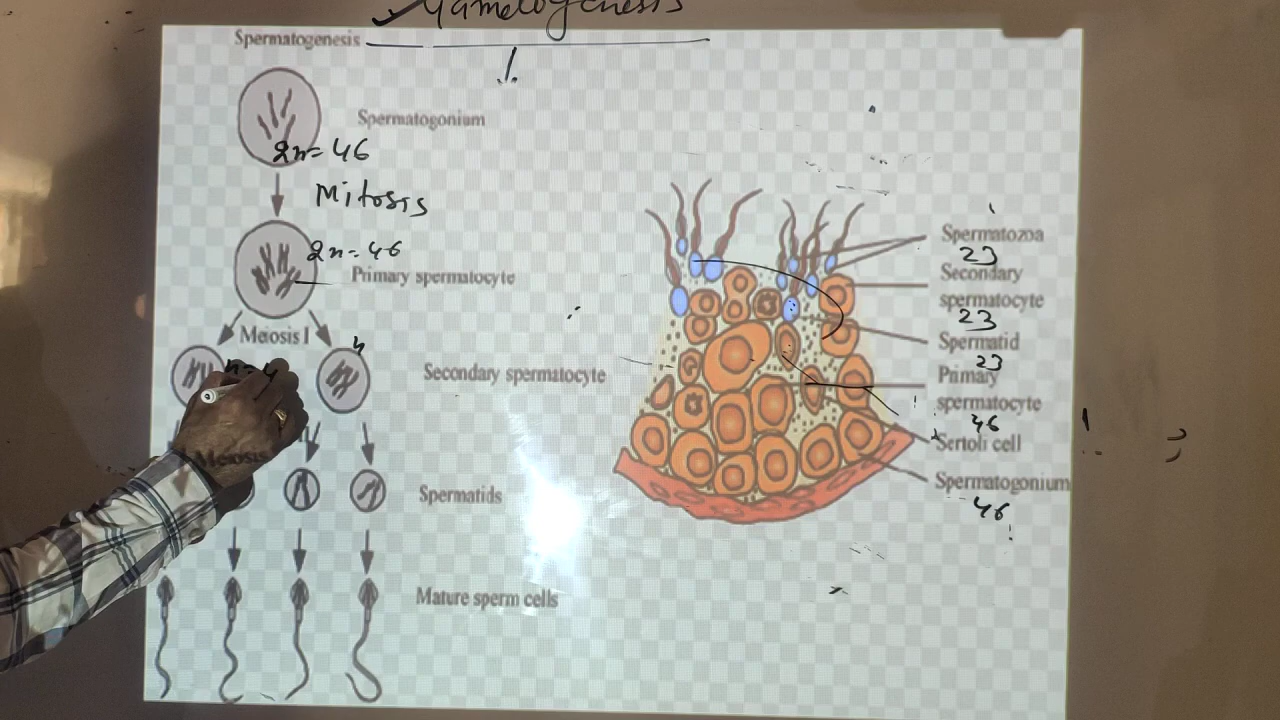 Gametogenesis
Spermatogenesis
Spermatogonium
2n = 46
Mitosis
2n = 46
Primary spermatocyte
Meiosis I
Secondary spermatocyte
Meiosis
Spermatids
Mature sperm cells
Spermatozoa
23
Secondary
spermatocyte
23
Spermatid
23
Primary
spermatocyte
46
Sertoli cell
Spermatogonium
46